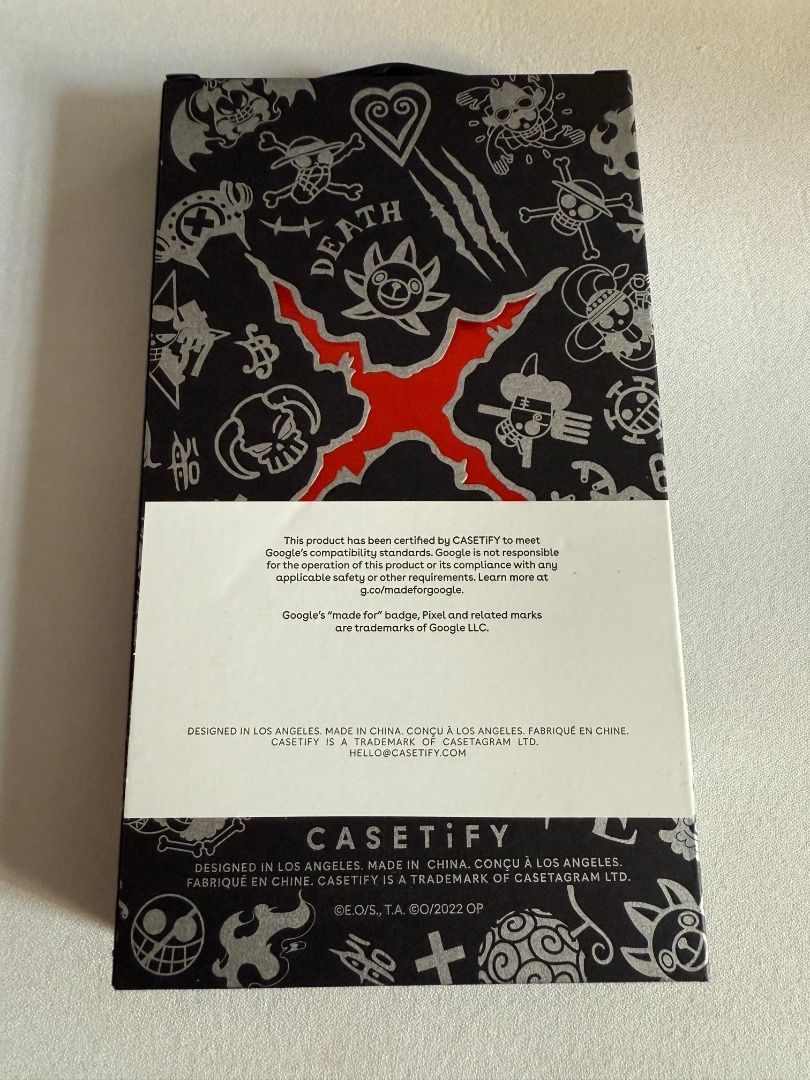 DEATH
This product has been certified by CASETiFY to meet
Google's compatibility standards. Google is not responsible
for the operation of this product or its compliance with any
applicable safety or other requirements. Learn more at
g.co/madeforgoogle.
Google's "made for" badge, Pixel and related marks
are trademarks of Google LLC.
DESIGNED IN LOS ANGELES. MADE IN CHINA. CONÇU À LOS ANGELES. FABRIQUÉ EN CHINE.
CASETIFY IS A TRADEMARK OF CASETAGRAM LTD.
HELLO@CASETIFY.COM
CASETiFY
DESIGNED IN LOS ANGELES. MADE IN CHINA. CONÇU À LOS ANGELES.
FABRIQUÉ EN CHINE. CASETIFY IS A TRADEMARK OF CASETAGRAM LTD.
©E.O/S., T.A. ©O/2022 OP